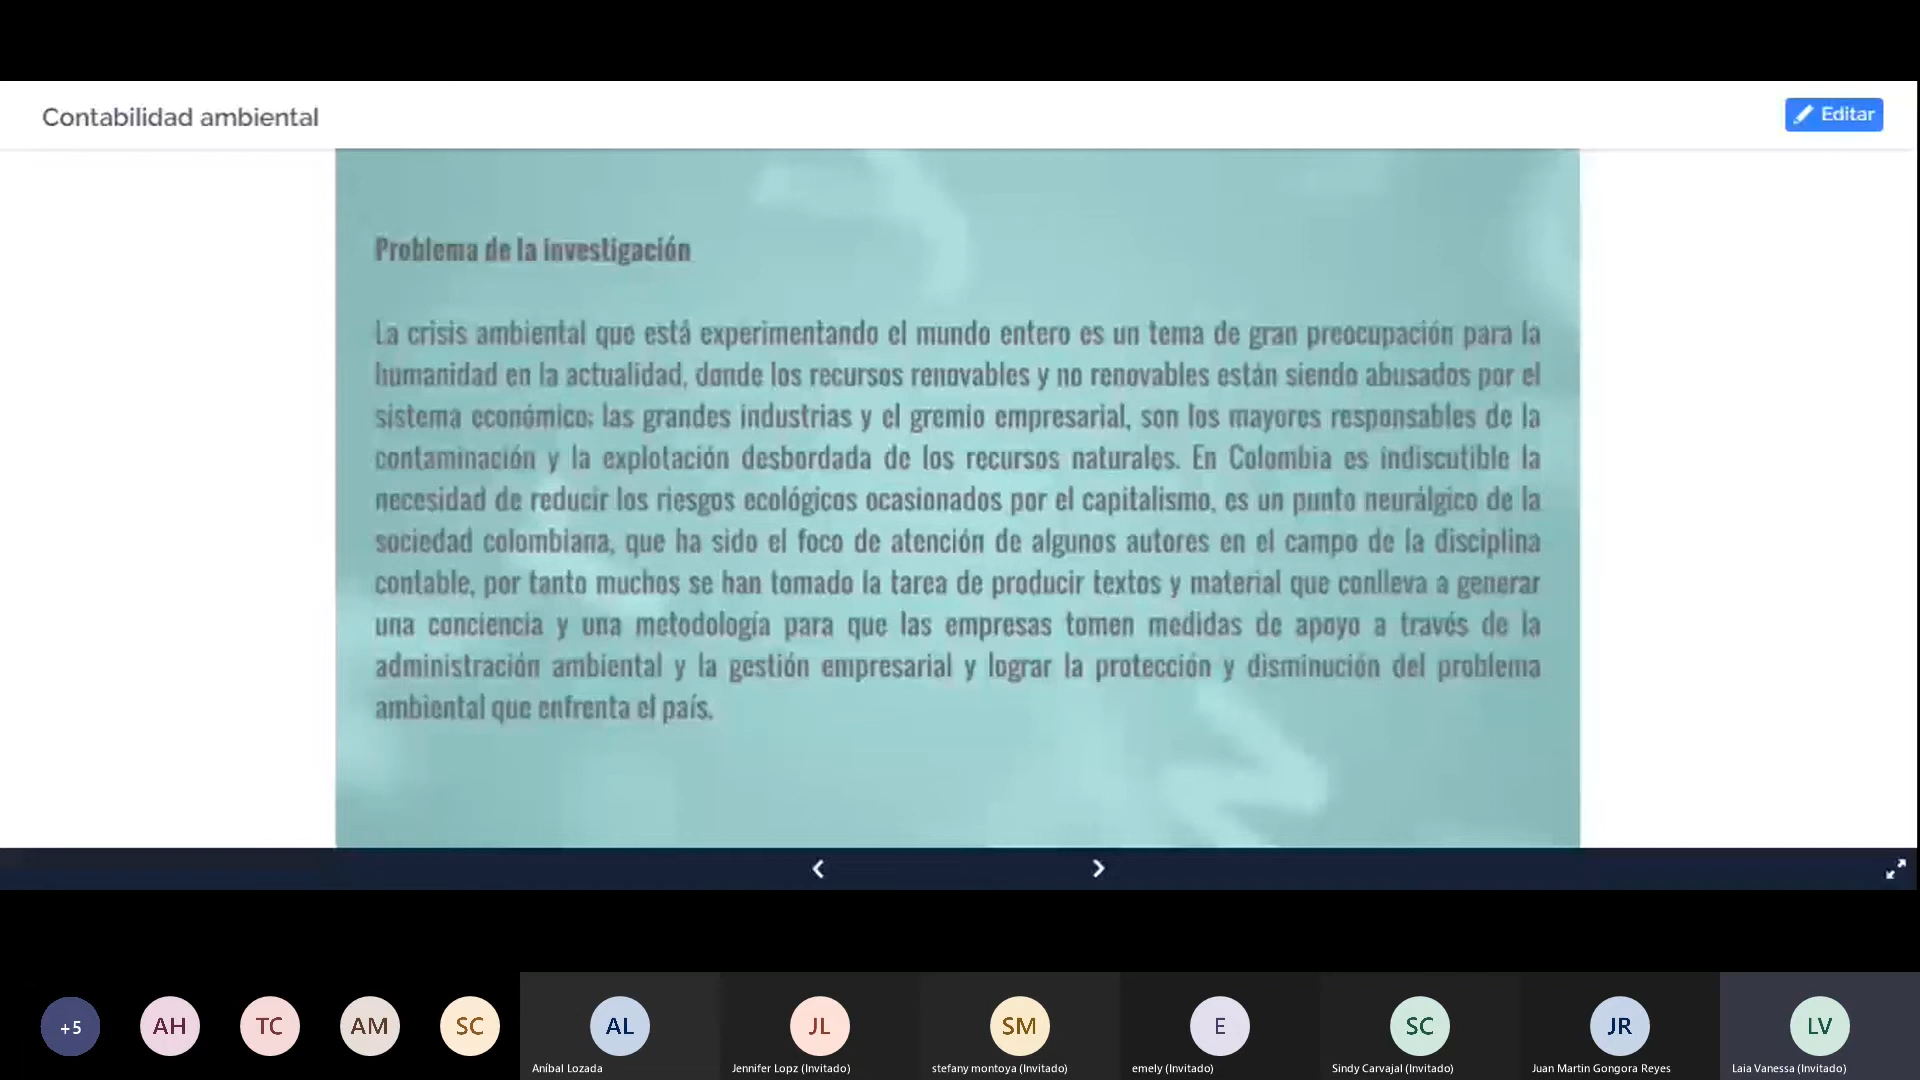 Contabilidad ambiental
Editar
Problema de la investigación
La crisis ambiental que está experimentando el mundo entero es un tema de gran preocupación para la
humanidad en la actualidad, donde los recursos renovables y no renovables están siendo abusados por el
sistema económico; las grandes industrias y el gremio empresarial, son los mayores responsables de la
contaminación y la explotación desbordada de los recursos naturales. En Colombia es indiscutible la
necesidad de reducir los riesgos ecológicos ocasionados por el capitalismo, es un punto neurálgico de la
sociedad colombiana, que ha sido el foco de atención de algunos autores en el campo de la disciplina
contable, por tanto muchos se han tomado la tarea de producir textos y material que conlleva a generar
una conciencia y una metodología para que las empresas tomen medidas de apoyo a través de la
administración ambiental y la gestión empresarial y lograr la protección y disminución del problema
ambiental que enfrenta el país.
+5
AH
TC
AM
SC
AL
JL
SM
E
SC
JR
LV
Aníbal Lozada
Jennifer Lopz (Invitado)
stefany montoya (Invitado)
emely (Invitado)
Sindy Carvajal (Invitado)
Juan Martin Gongora Reyes
Laia Vanessa (Invitado)